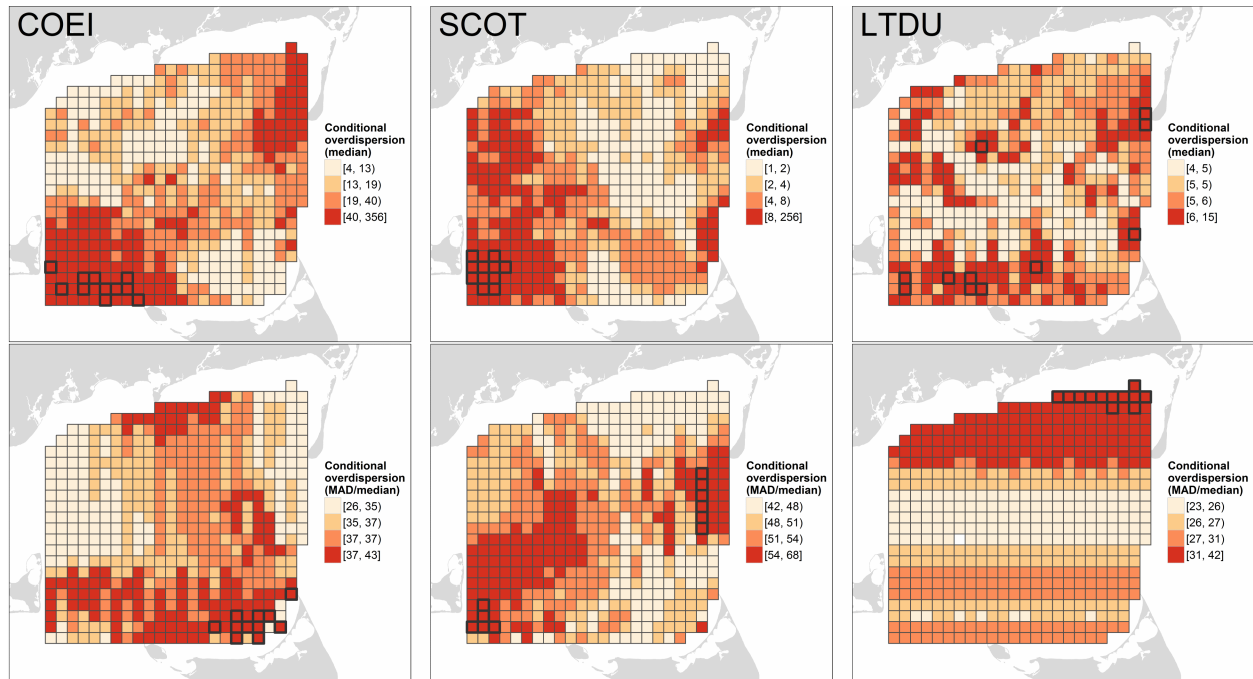 COEI
Conditional
overdispersion
(median)
[4, 13)
[13, 19)
[19, 40)
[40, 356]
SCOT
Conditional
overdispersion
(median)
[1, 2)
[2, 4)
[4, 8)
[8, 256]
LTDU
Conditional
overdispersion
(median)
[4, 5)
[5, 5)
[5, 6)
[6, 15]
Conditional
overdispersion
(MAD/median)
[26, 35)
[35, 37)
[37, 37)
[37, 43]
Conditional
overdispersion
(MAD/median)
[42, 48)
[48, 51)
[51, 54)
[54, 68]
Conditional
overdispersion
(MAD/median)
[23, 26)
[26, 27)
[27, 31)
[31, 42]